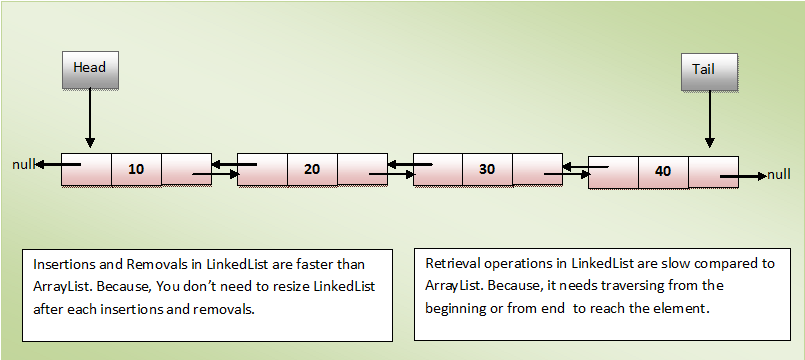 Head
Tail
null
10
20
30
40
null
Insertions and Removals in LinkedList are faster than
ArrayList. Because, You don't need to resize LinkedList
after each insertions and removals.
Retrieval operations in LinkedList are slow compared to
ArrayList. Because, it needs traversing from the
beginning or from end to reach the element.